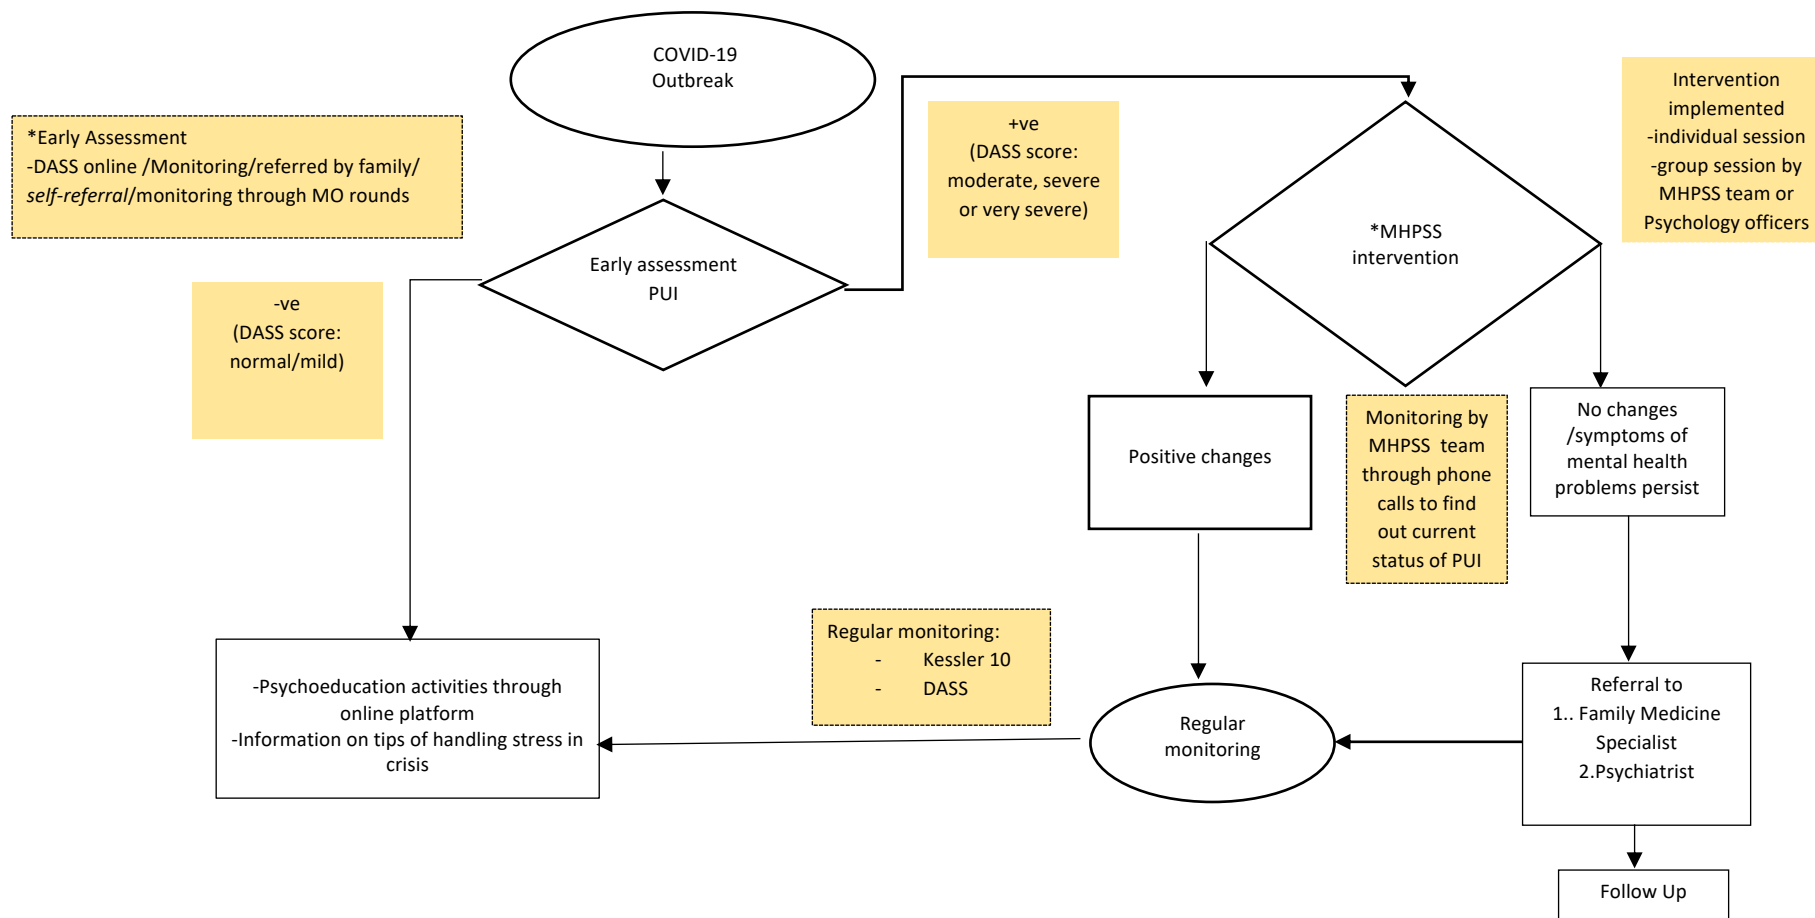 COVID-19
Outbreak
*Early Assessment
-DASS online /Monitoring/referred by family/
self-referral/monitoring through MO rounds
Early assessment
PUI
-ve
(DASS score:
normal/mild)
+ve
(DASS score:
moderate, severe
or very severe)
*MHPSS
intervention
Intervention
implemented
-individual session
-group session by
MHPSS team or
Psychology officers
Positive changes
Monitoring by
MHPSS  team
through phone
calls to find
out current
status of PUI
No changes
/symptoms of
mental health
problems persist
Regular monitoring:
- Kessler 10
- DASS
-Psychoeducation activities through
online platform
-Information on tips of handling stress in
crisis
Regular
monitoring
Referral to
1.. Family Medicine
Specialist
2.Psychiatrist
Follow Up